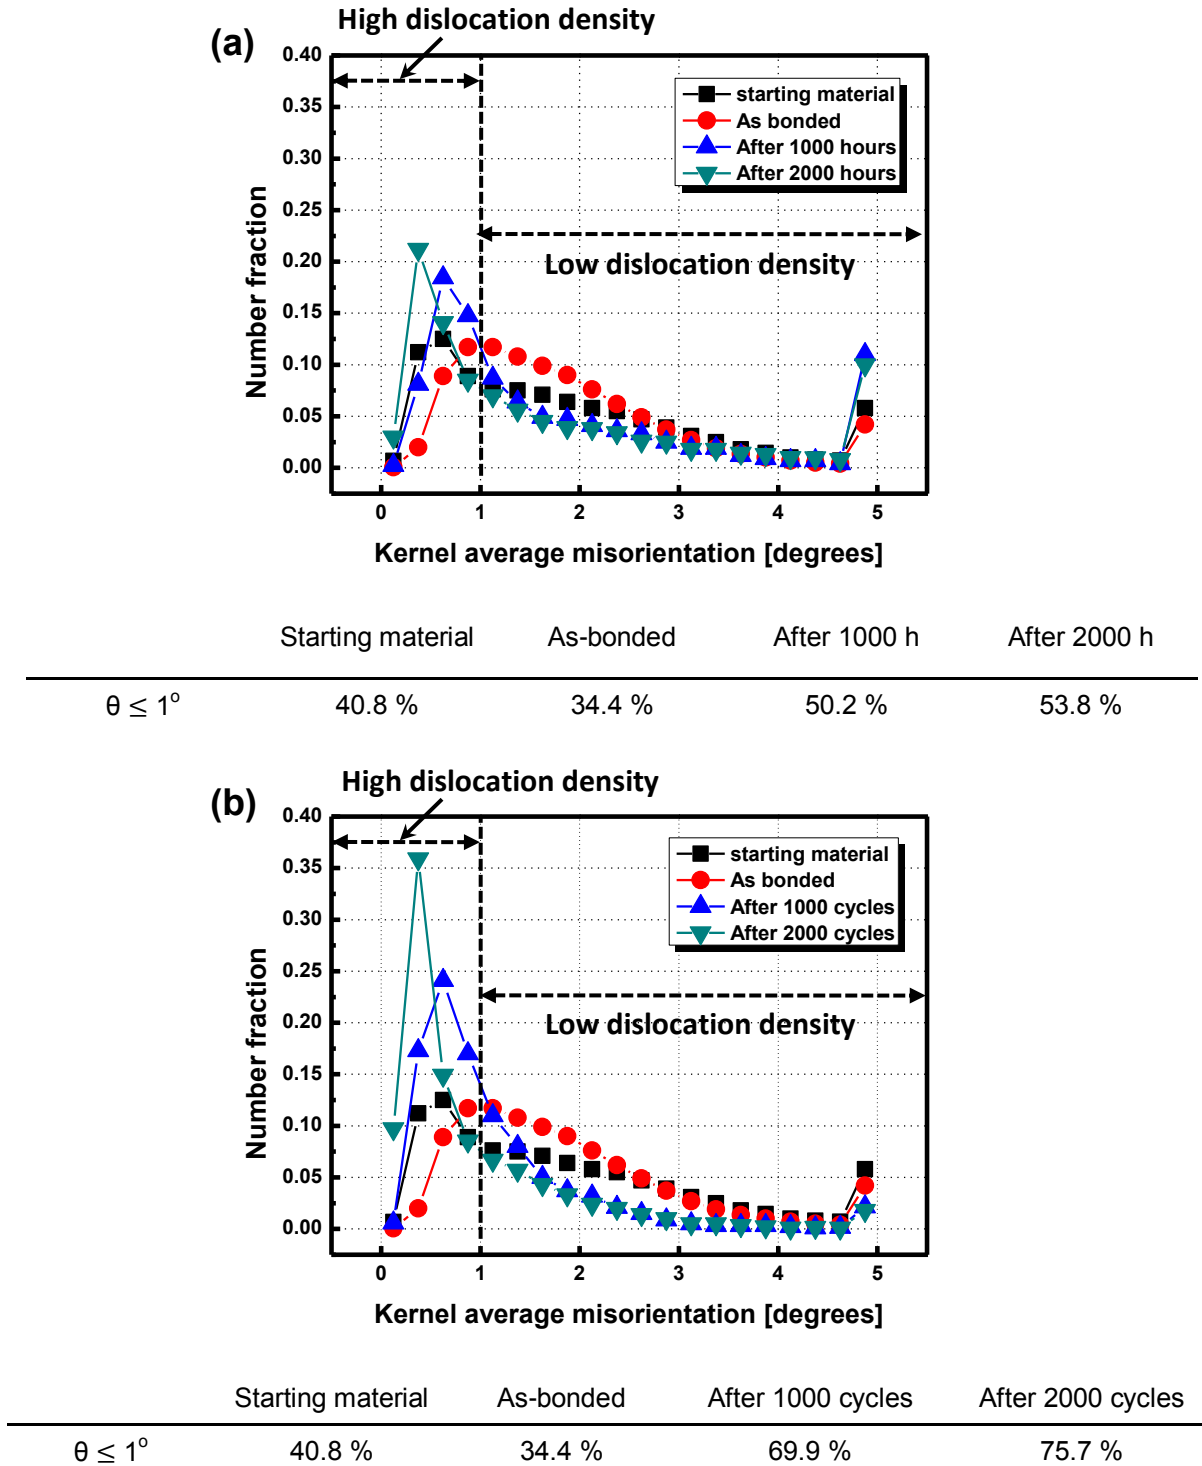 High dislocation density
(a)
0.40
0.35
0.30
0.25
0.20
0.15
0.10
0.05
0.00
Number fraction
starting material
As bonded
After 1000 hours
After 2000 hours
Low dislocation density
0 1 2 3 4 5
Kernel average misorientation [degrees]
Starting material As-bonded After 1000 h After 2000 h
θ ≤ 1° 40.8 % 34.4 % 50.2 % 53.8 %
High dislocation density
(b)
0.40
0.35
0.30
0.25
0.20
0.15
0.10
0.05
0.00
Number fraction
starting material
As bonded
After 1000 cycles
After 2000 cycles
Low dislocation density
0 1 2 3 4 5
Kernel average misorientation [degrees]
Starting material As-bonded After 1000 cycles After 2000 cycles
θ ≤ 1° 40.8 % 34.4 % 69.9 % 75.7 %